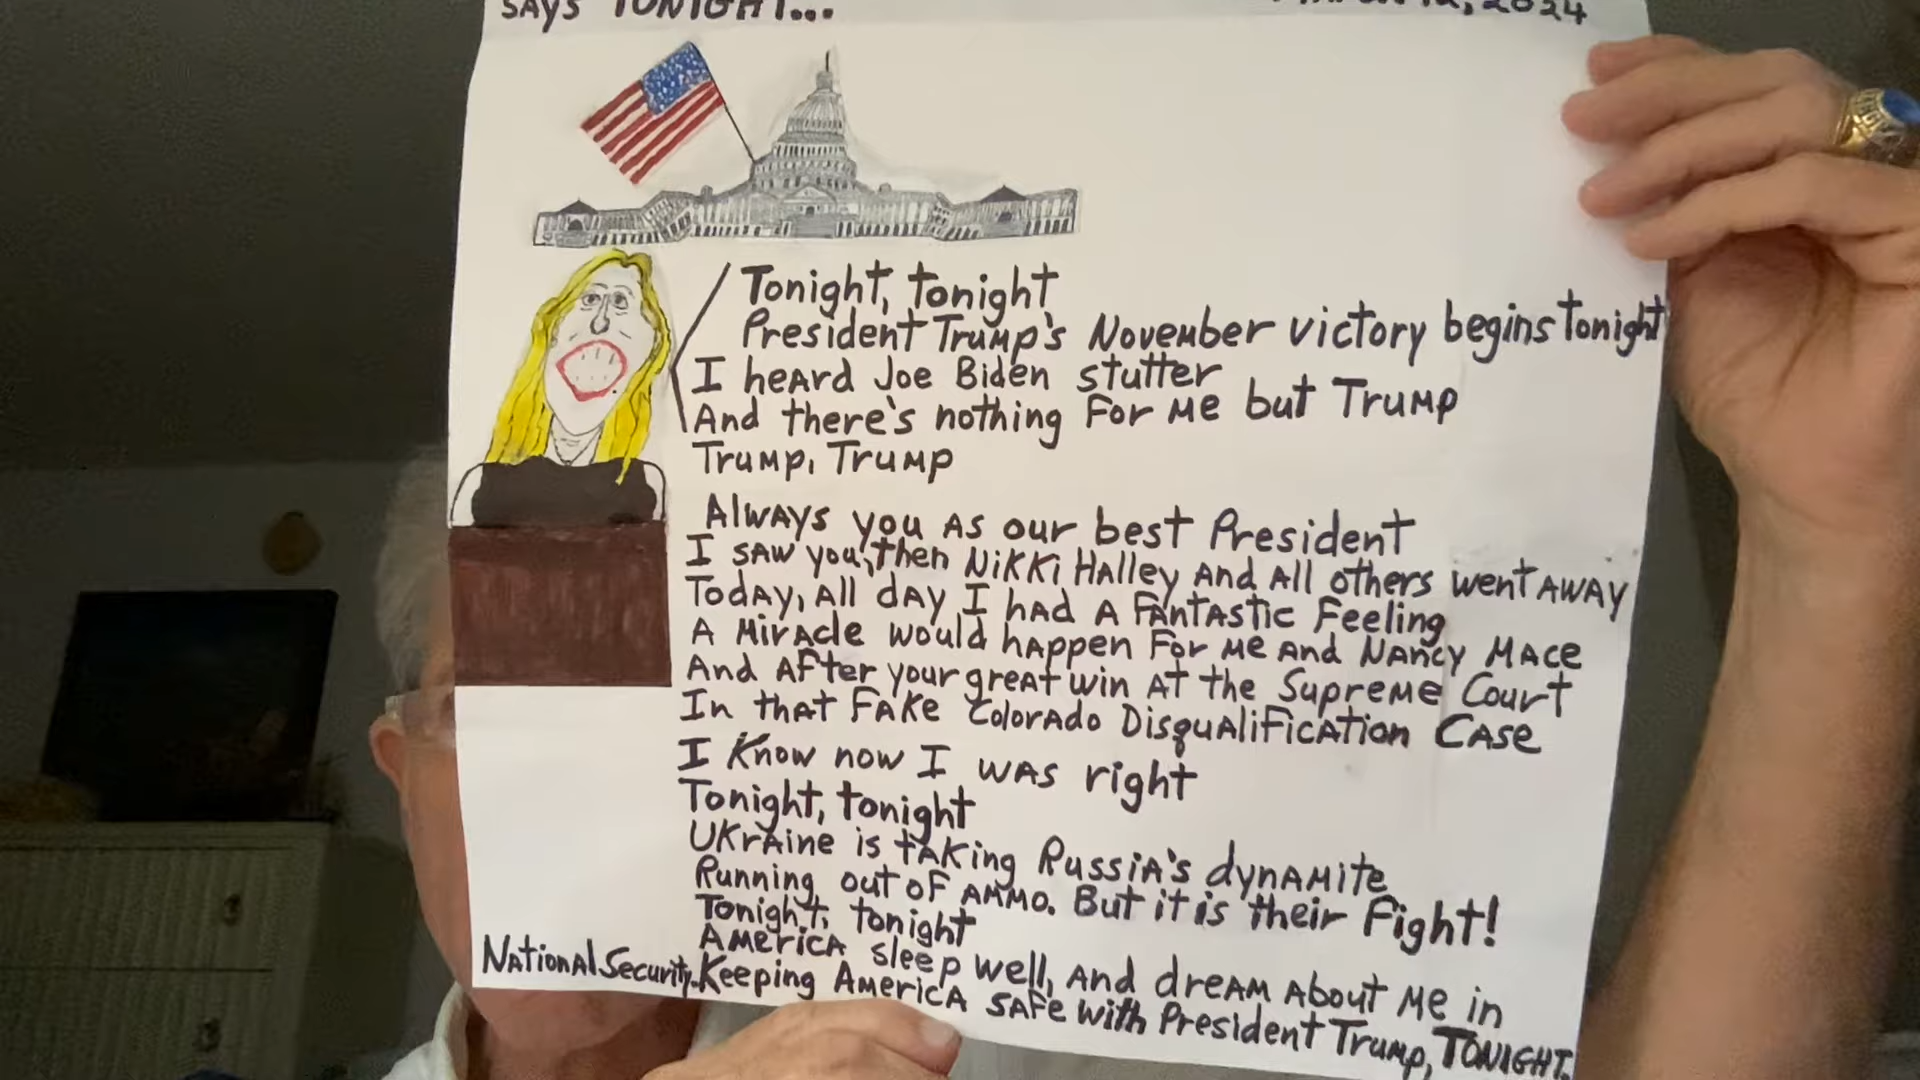 SAYS TONIGHT...
MARCH 12, 2024
Tonight, tonight
President Trump's November victory begins tonight
I heard Joe Biden stutter
And there's nothing for me but Trump
Trump, Trump
Always you as our best President
I saw you, then Nikki Halley and all others went away
Today, all day I had a fantastic feeling
A miracle would happen for me and Nancy Mace
And after your great win at the Supreme Court
In that fake Colorado Disqualification Case
I know now I was right
Tonight, tonight
Ukraine is taking Russia's dynamite
Running out of ammo. But it is their Fight!
Tonight, tonight
America sleep well, and dream about me in
National Security. Keeping America safe with President Trump, TONIGHT.